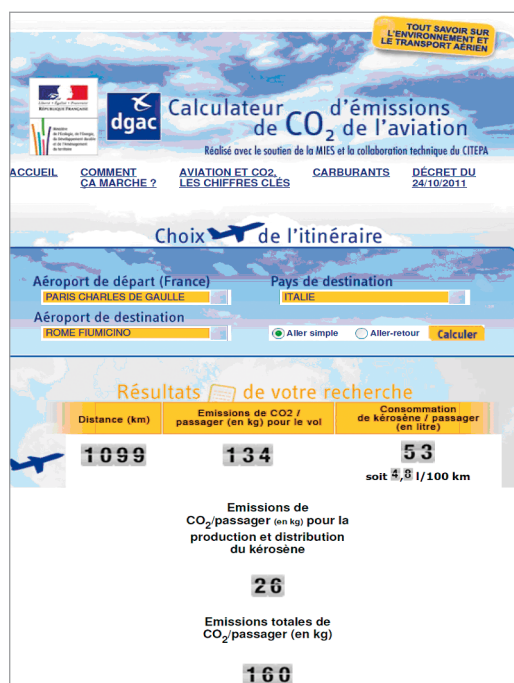 TOUT SAVOIR SUR
L'ENVIRONNEMENT ET
LE TRANSPORT AÉRIEN
Liberté • Égalité • Fraternité
RÉPUBLIQUE FRANÇAISE
dgac
Calculateur d'émissions
de CO2 de l'aviation
Réalisé avec le soutien de la MIES et la collaboration technique du CITEPA
ACCUEIL
COMMENT
ÇA MARCHE ?
AVIATION ET CO2,
LES CHIFFRES CLÉS
CARBURANTS
DÉCRET DU
24/10/2011
Choix de l'itinéraire
Aéroport de départ (France)
PARIS CHARLES DE GAULLE
Pays de destination
ITALIE
Aéroport de destination
ROME FIUMICINO
Aller simple
Aller-retour
Calculer
Résultats de votre recherche
Distance (km)
Emissions de CO2 /
passager (en kg) pour le vol
Consommation
de kérosène / passager
(en litre)
1099
134
53
soit 4,8 l/100 km
Emissions de
CO2/passager (en kg) pour la
production et distribution
du kérosène
26
Emissions totales de
CO2/passager (en kg)
160